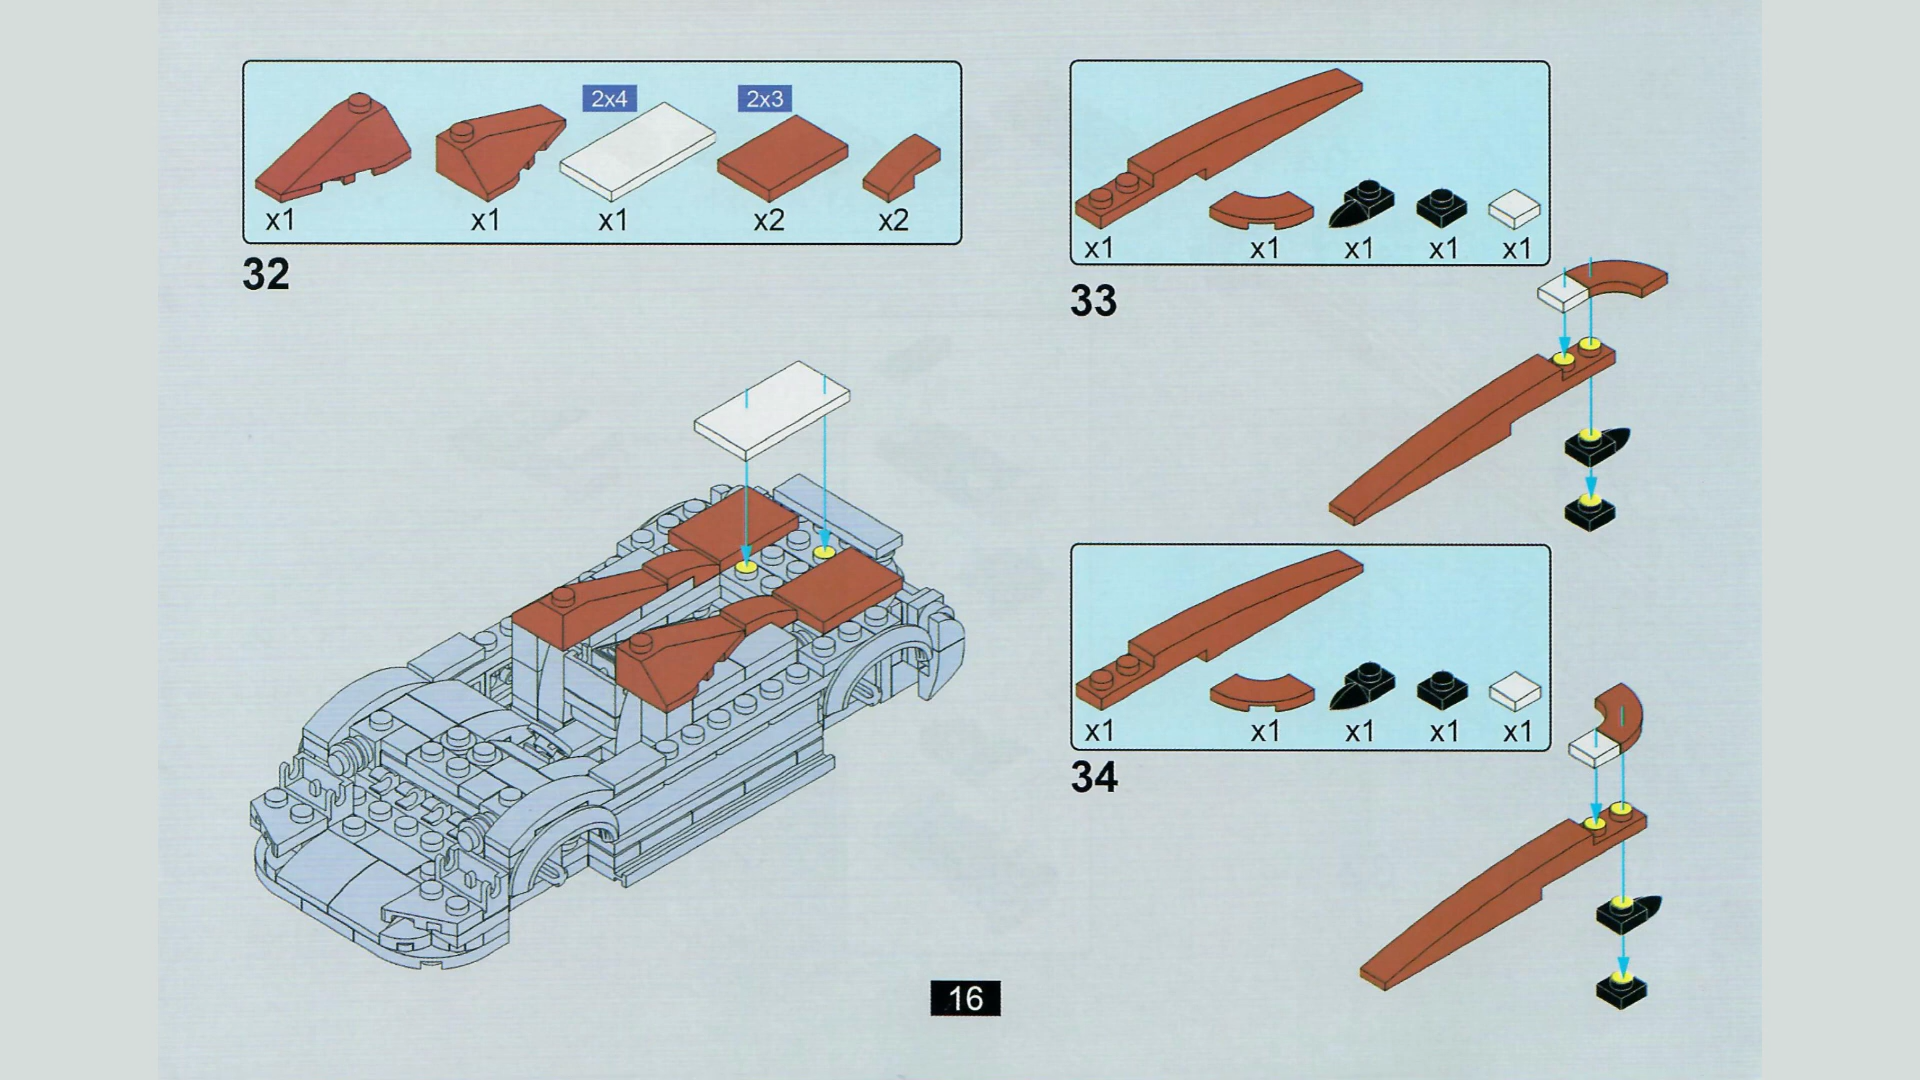 2x4 2x3
x1 x1 x1 x2 x2
32
x1 x1 x1 x1 x1
33
x1 x1 x1 x1 x1
34
16